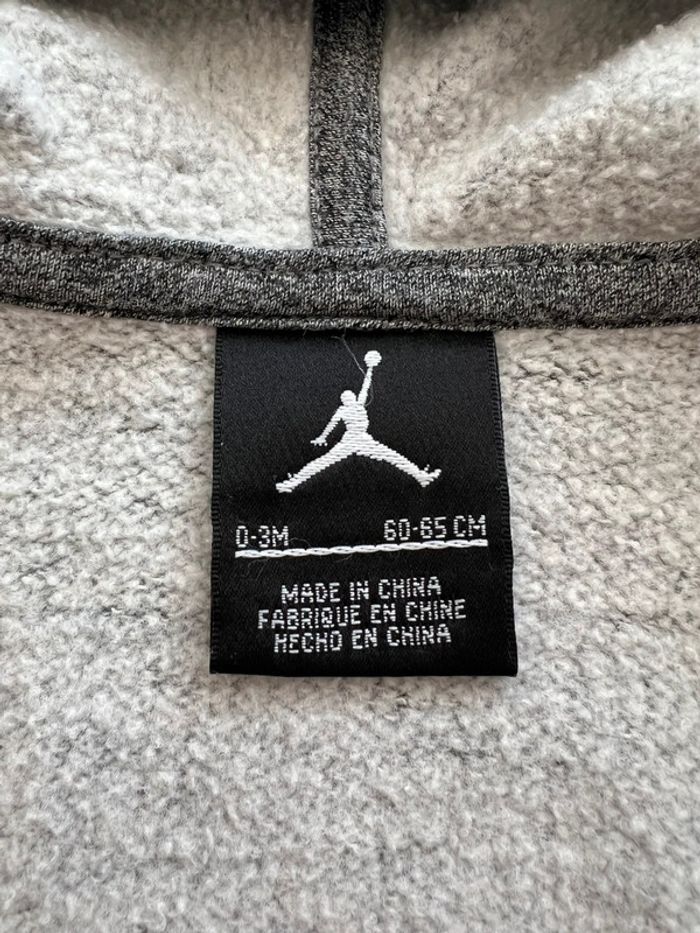 0-3M 60-65 CM
MADE IN CHINA
FABRIQUE EN CHINE
HECHO EN CHINA